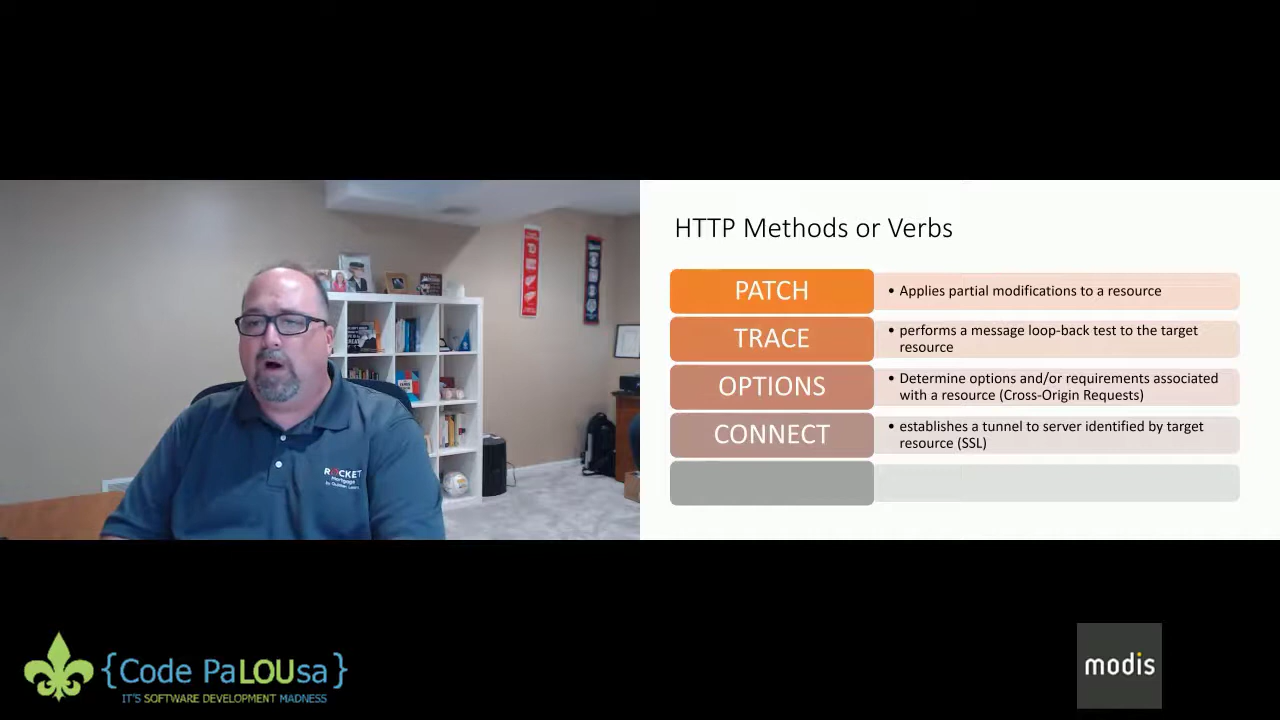 HTTP Methods or Verbs
PATCH
• Applies partial modifications to a resource
TRACE
• performs a message loop-back test to the target
resource
OPTIONS
• Determine options and/or requirements associated
with a resource (Cross-Origin Requests)
CONNECT
• establishes a tunnel to server identified by target
resource (SSL)
ROCKET
Mortgage
{Code PaLOUsa}
IT'S SOFTWARE DEVELOPMENT MADNESS
modis